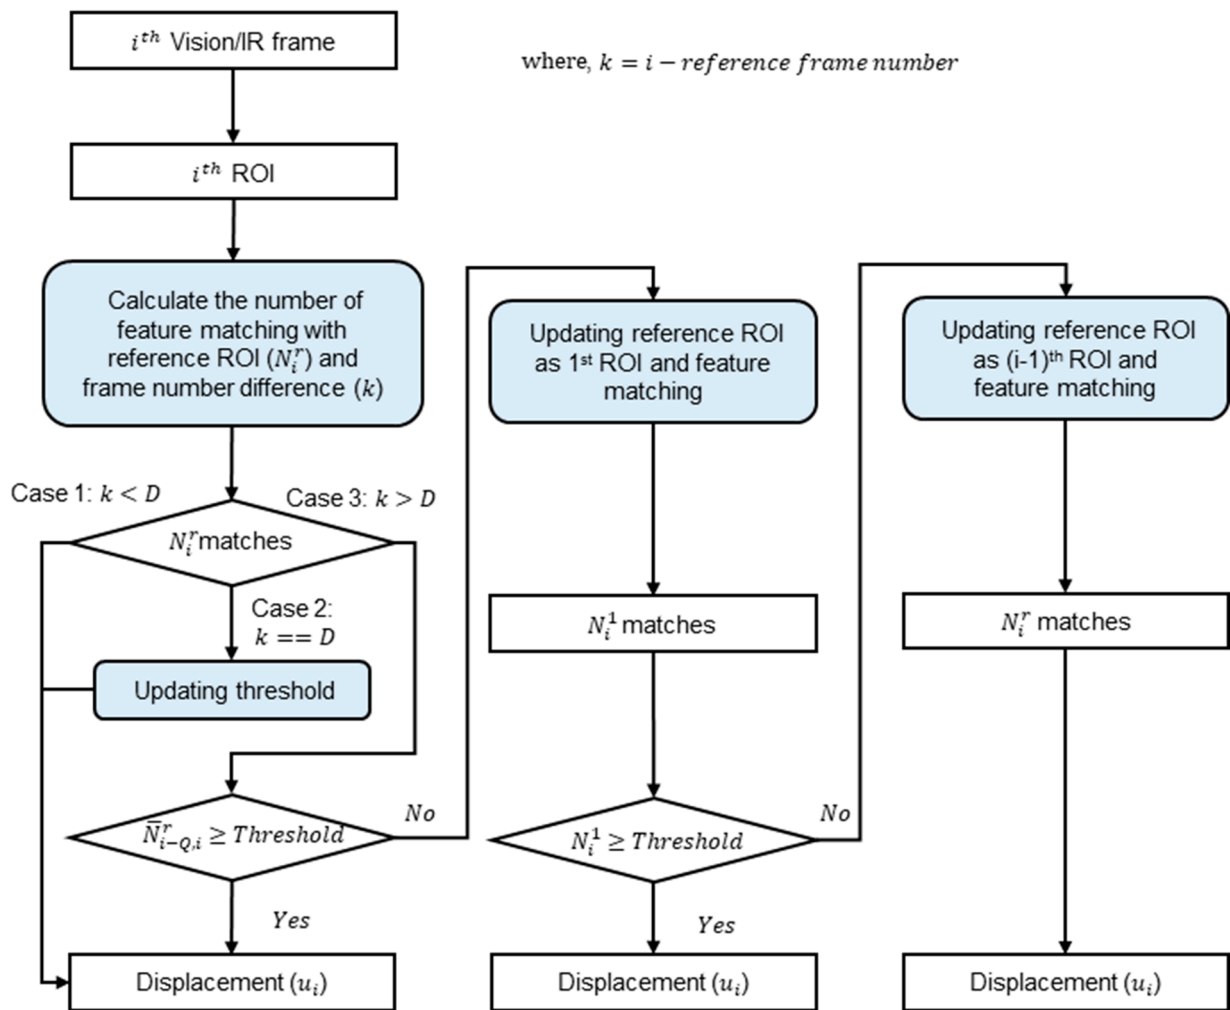 iᵗʰ Vision/IR frame
where, k = i − reference frame number
iᵗʰ ROI
Calculate the number of
feature matching with
reference ROI (Nᵢʳ) and
frame number difference (k)
Updating reference ROI
as 1ˢᵗ ROI and feature
matching
Updating reference ROI
as (i-1)ᵗʰ ROI and
feature matching
Case 1: k < D
Case 3: k > D
Nᵢʳ matches
Case 2:
k == D
Updating threshold
Nᵢ¹ matches
Nᵢʳ matches
N̄ʳ_{i−Q,i} ≥ Threshold
No
Nᵢ¹ ≥ Threshold
No
Yes
Yes
Displacement (uᵢ)
Displacement (uᵢ)
Displacement (uᵢ)